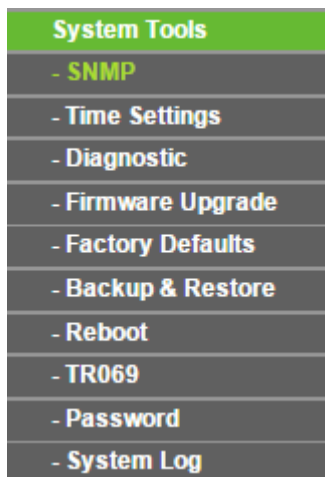 System Tools
- SNMP
- Time Settings
- Diagnostic
- Firmware Upgrade
- Factory Defaults
- Backup & Restore
- Reboot
- TR069
- Password
- System Log